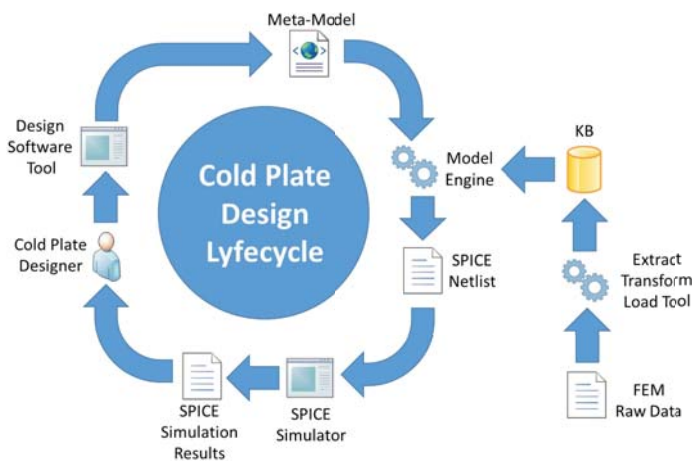 Meta-Model
Design
Software
Tool
Cold Plate
Designer
Cold Plate
Design
Lyfecycle
Model
Engine
KB
SPICE
Netlist
Extract
Transform
Load Tool
FEM
Raw Data
SPICE
Simulator
SPICE
Simulation
Results